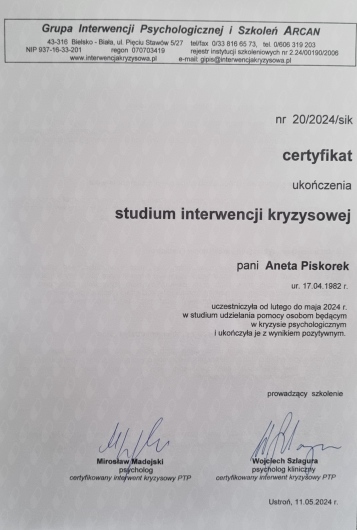 Grupa Interwencji Psychologicznej i Szkoleń ARCAN
43-316 Bielsko - Biała, ul. Pięciu Stawów 5/27 tel/fax 0/33 816 65 73, tel. 0/606 319 203
NIP 937-16-33-201 regon 070703419 rejestr instytucji szkoleniowych nr 2.24/00190/2006
www.interwencjakryzysowa.pl e-mail: gipis@interwencjakryzysowa.pl
nr 20/2024/sik
certyfikat
ukończenia
studium interwencji kryzysowej
pani Aneta Piskorek
ur. 17.04.1982 r.
uczestniczyła od lutego do maja 2024 r.
w studium udzielania pomocy osobom będącym
w kryzysie psychologicznym
i ukończyła je z wynikiem pozytywnym.
prowadzący szkolenie
Mirosław Madejski Wojciech Szlagura
psycholog psycholog kliniczny
certyfikowany interwent kryzysowy PTP certyfikowany interwent kryzysowy PTP
Ustroń, 11.05.2024 r.